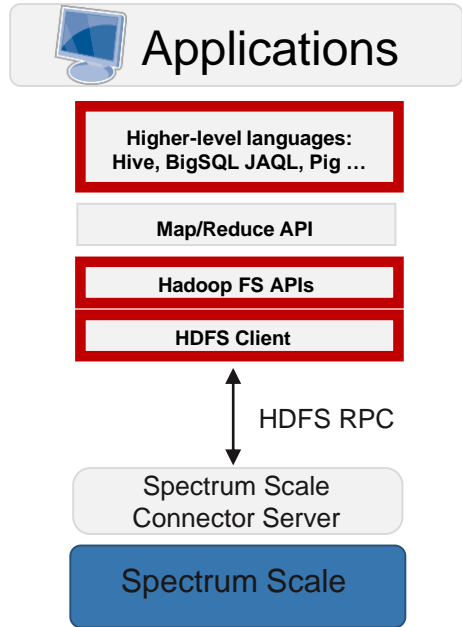 Applications
Higher-level languages:
Hive, BigSQL JAQL, Pig …
Map/Reduce API
Hadoop FS APIs
HDFS Client
HDFS RPC
Spectrum Scale
Connector Server
Spectrum Scale